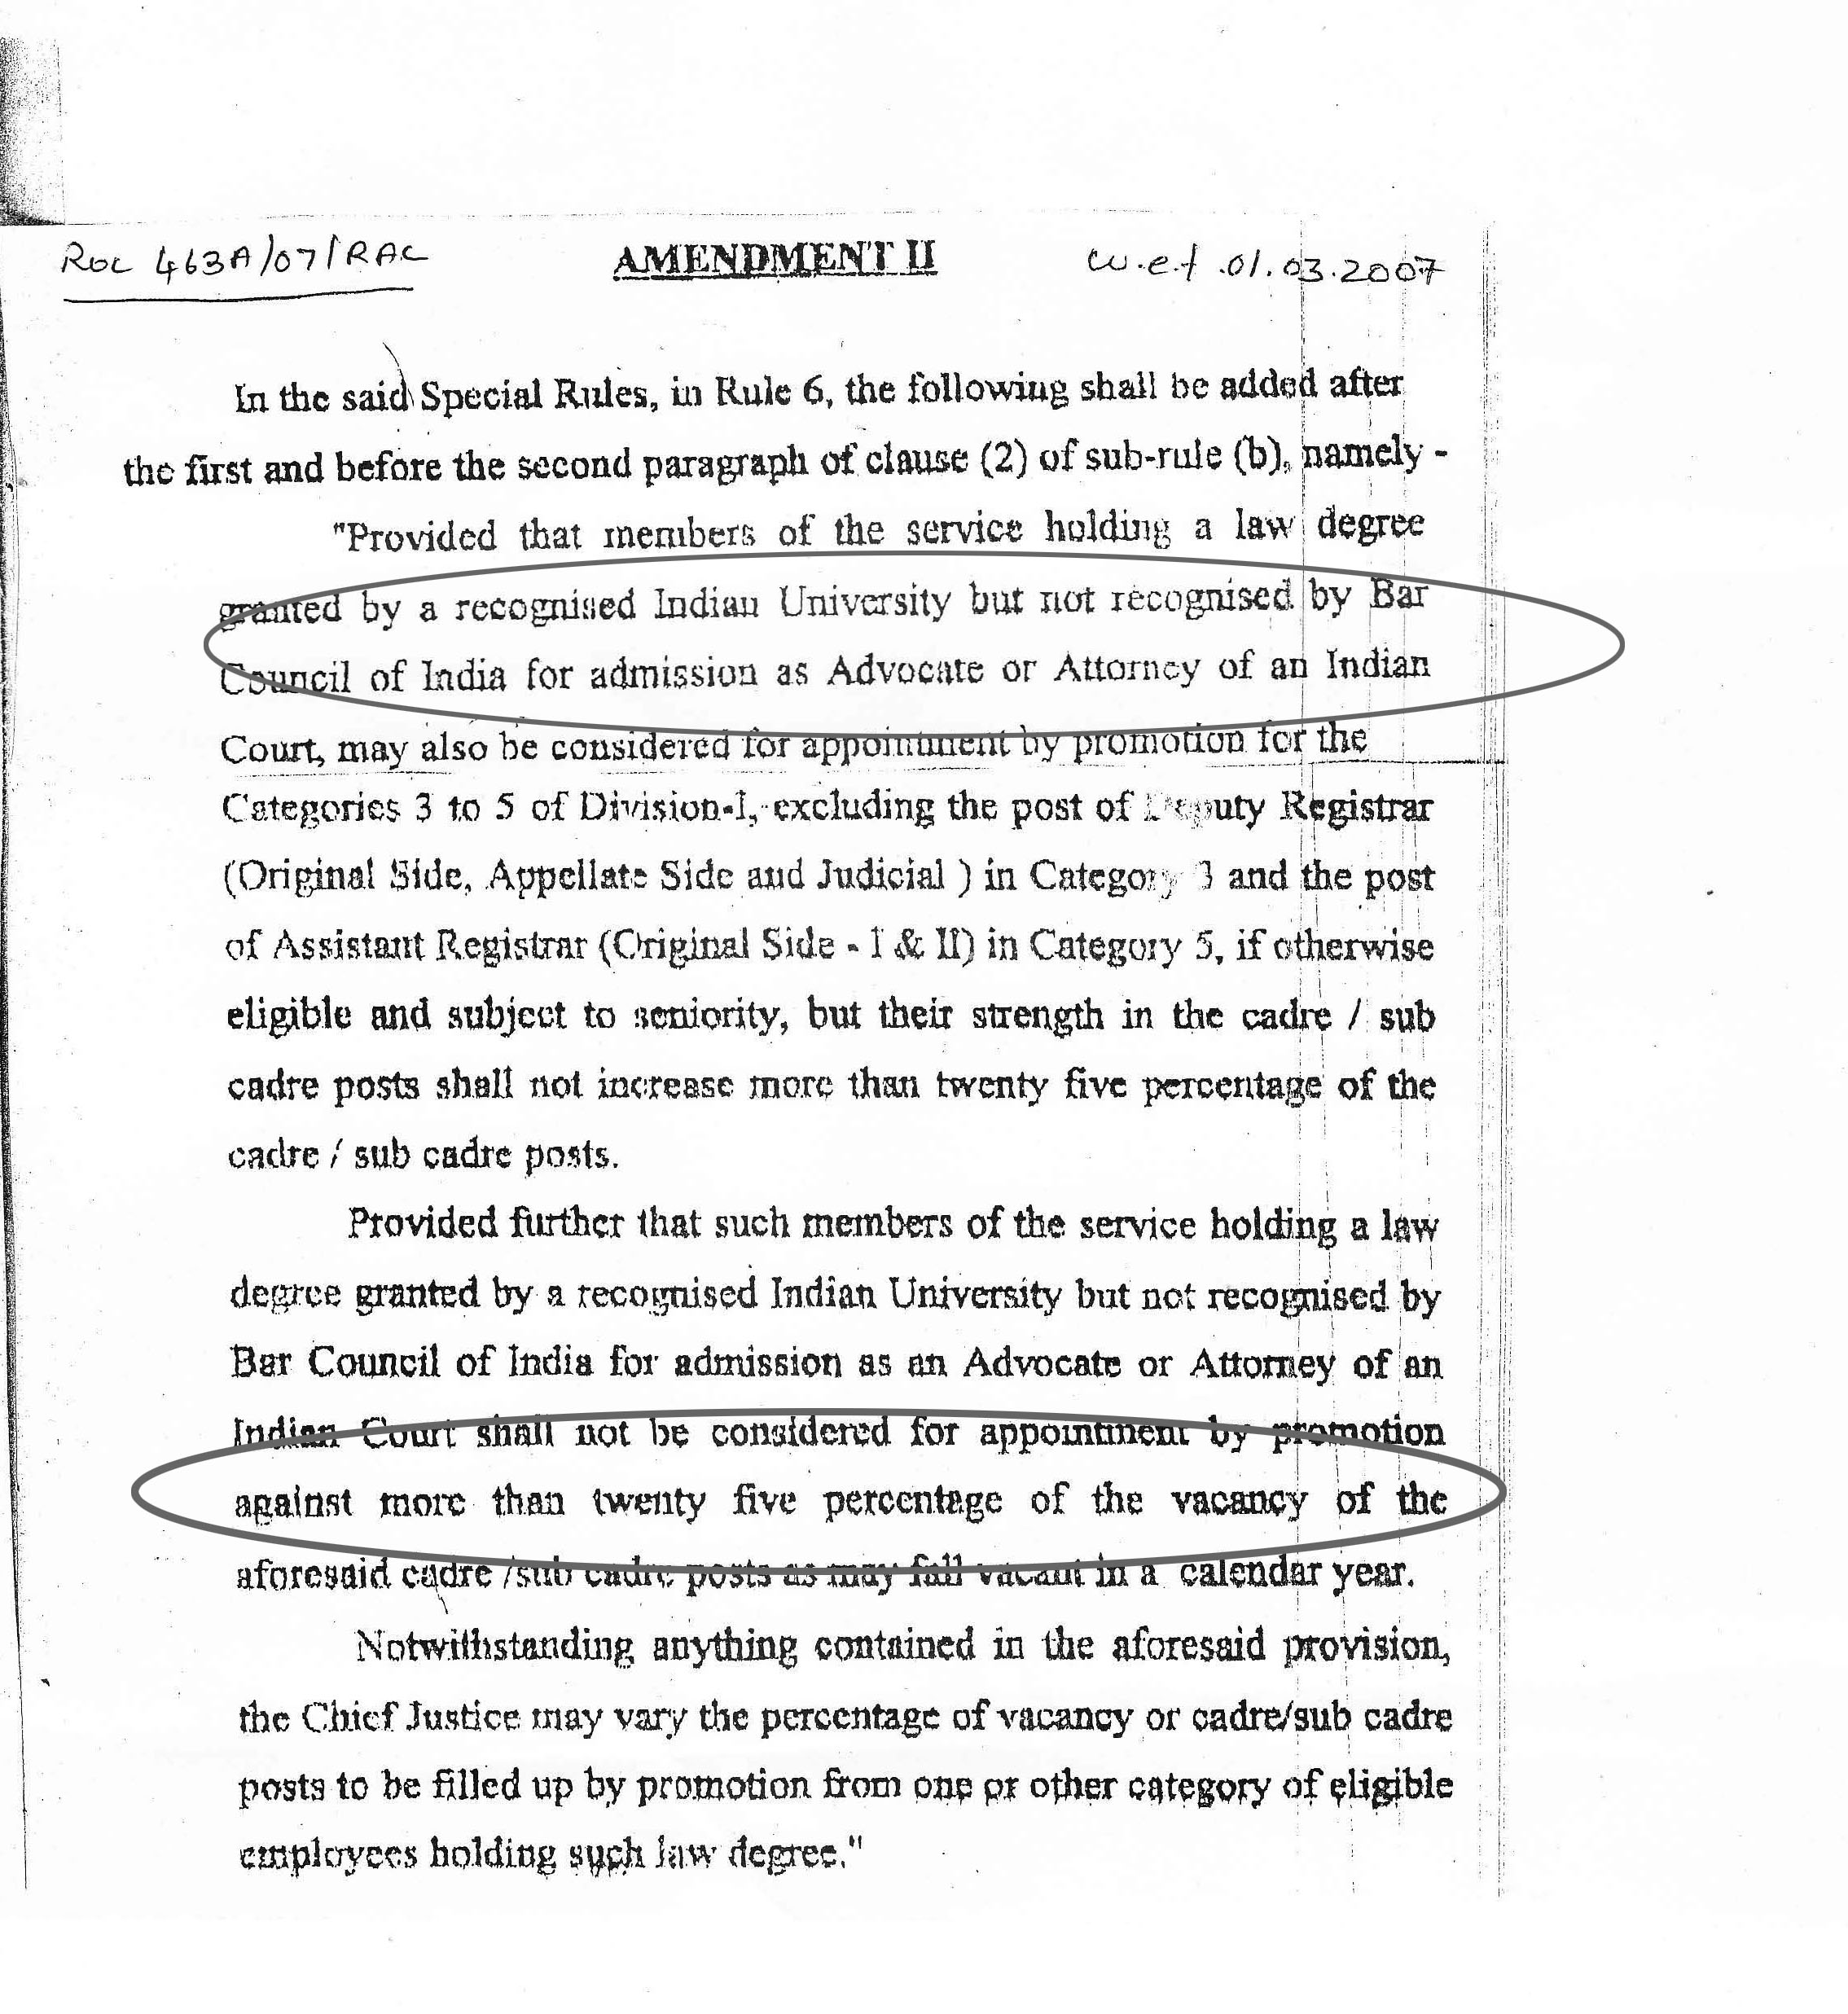 Roc 463A/07/RAC AMENDMENT II w.e.f .01.03.2007
In the said Special Rules, in Rule 6, the following shall be added after
the first and before the second paragraph of clause (2) of sub-rule (b), namely -
"Provided that members of the service holding a law degree
granted by a recognised Indian University but not recognised by Bar
Council of India for admission as Advocate or Attorney of an Indian
Court, may also be considered for appointment by promotion for the
Categories 3 to 5 of Division-I, excluding the post of Deputy Registrar
(Original Side, Appellate Side and Judicial ) in Category 3 and the post
of Assistant Registrar (Original Side - I & II) in Category 5, if otherwise
eligible and subject to seniority, but their strength in the cadre / sub
cadre posts shall not increase more than twenty five percentage of the
cadre / sub cadre posts.
Provided further that such members of the service holding a law
degree granted by a recognised Indian University but not recognised by
Bar Council of India for admission as an Advocate or Attorney of an
Indian Court shall not be considered for appointment by promotion
against more than twenty five percentage of the vacancy of the
aforesaid cadre /sub cadre posts as may fall vacant in a calendar year.
Notwithstanding anything contained in the aforesaid provision,
the Chief Justice may vary the percentage of vacancy or cadre/sub cadre
posts to be filled up by promotion from one or other category of eligible
employees holding such law degree."